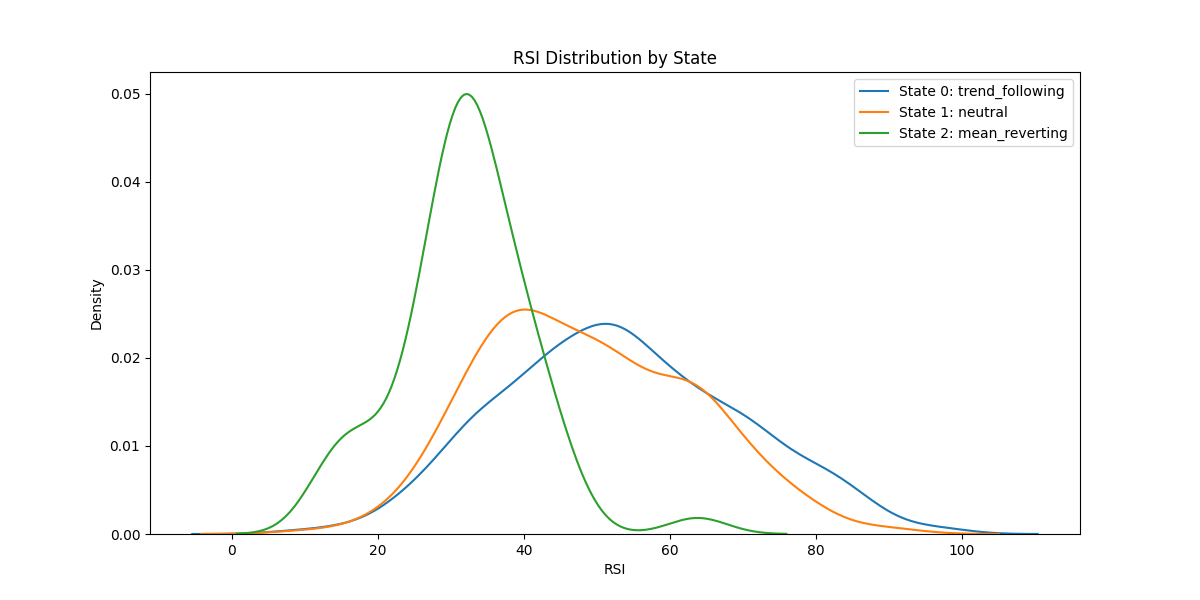 RSI Distribution by State
State 0: trend_following
State 1: neutral
State 2: mean_reverting
Density
0.05
0.04
0.03
0.02
0.01
0.00
0 20 40 60 80 100
RSI